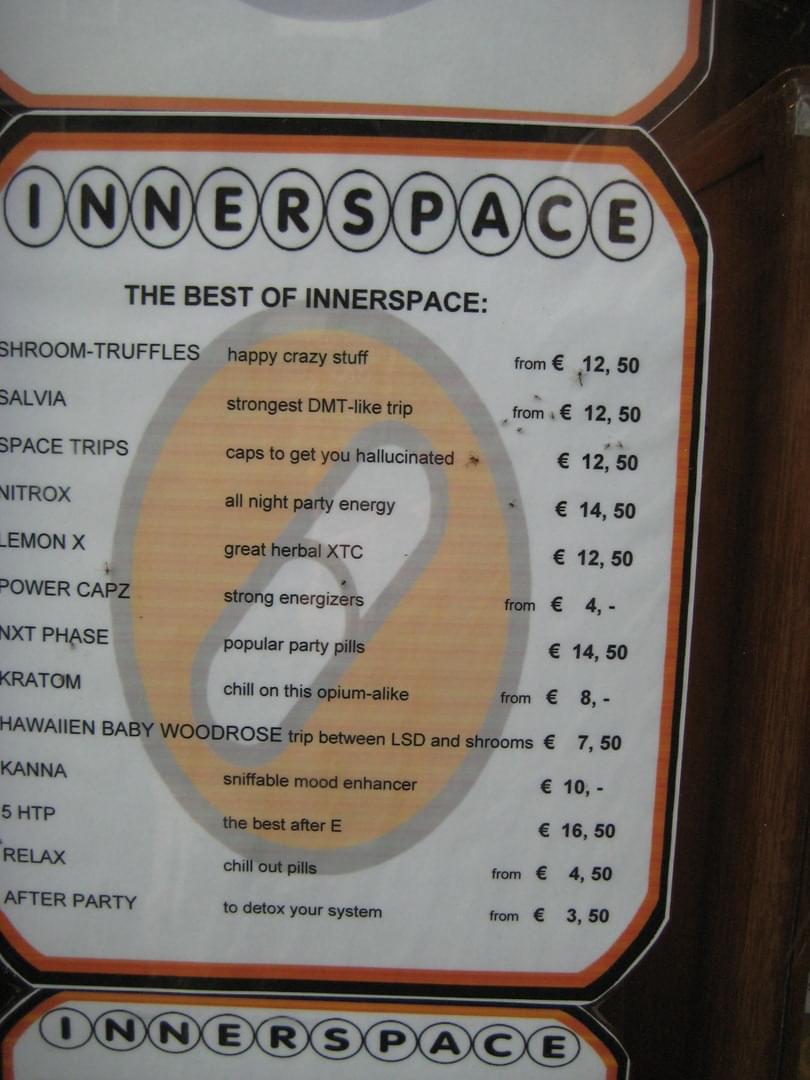 INNERSPACE
THE BEST OF INNERSPACE:
SHROOM-TRUFFLES happy crazy stuff from € 12, 50
SALVIA strongest DMT-like trip from € 12, 50
SPACE TRIPS caps to get you hallucinated € 12, 50
NITROX all night party energy € 14, 50
LEMON X great herbal XTC € 12, 50
POWER CAPZ strong energizers from € 4, -
NXT PHASE popular party pills € 14, 50
KRATOM chill on this opium-alike from € 8, -
HAWAIIEN BABY WOODROSE trip between LSD and shrooms € 7, 50
KANNA sniffable mood enhancer € 10, -
5 HTP the best after E € 16, 50
RELAX chill out pills from € 4, 50
AFTER PARTY to detox your system from € 3, 50
INNERSPACE